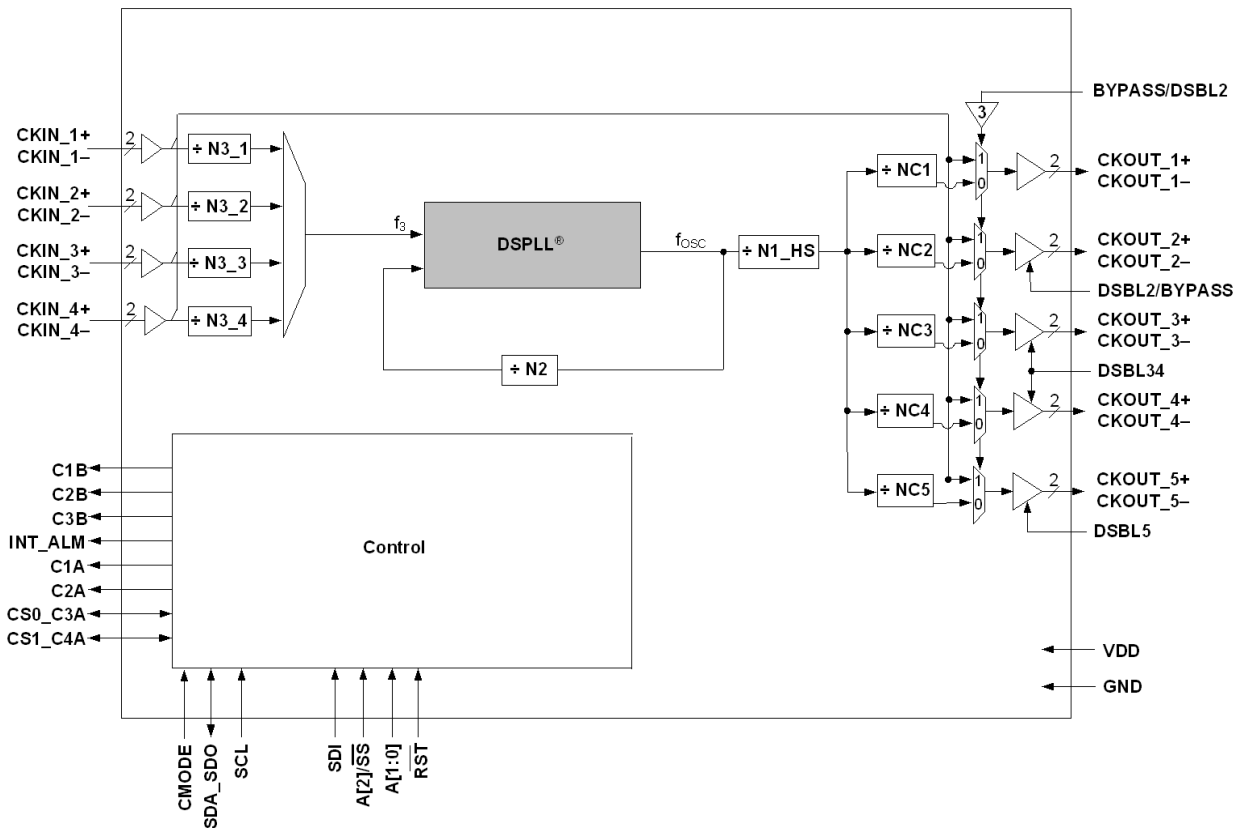 BYPASS/DSBL2
3
CKIN_1+
CKIN_1–
2
÷ N3_1
CKIN_2+
CKIN_2–
2
÷ N3_2
CKIN_3+
CKIN_3–
2
÷ N3_3
CKIN_4+
CKIN_4–
2
÷ N3_4
f3
DSPLL®
fOSC
÷ N1_HS
÷ N2
÷ NC1
1
0
2
CKOUT_1+
CKOUT_1–
÷ NC2
1
0
2
CKOUT_2+
CKOUT_2–
DSBL2/BYPASS
÷ NC3
1
0
2
CKOUT_3+
CKOUT_3–
DSBL34
÷ NC4
1
0
2
CKOUT_4+
CKOUT_4–
÷ NC5
1
0
2
CKOUT_5+
CKOUT_5–
DSBL5
C1B
C2B
C3B
INT_ALM
C1A
C2A
CS0_C3A
CS1_C4A
Control
VDD
GND
CMODE
SDA_SDO
SCL
SDI
A[2]/S̅S̅
A[1:0]
R̅S̅T̅